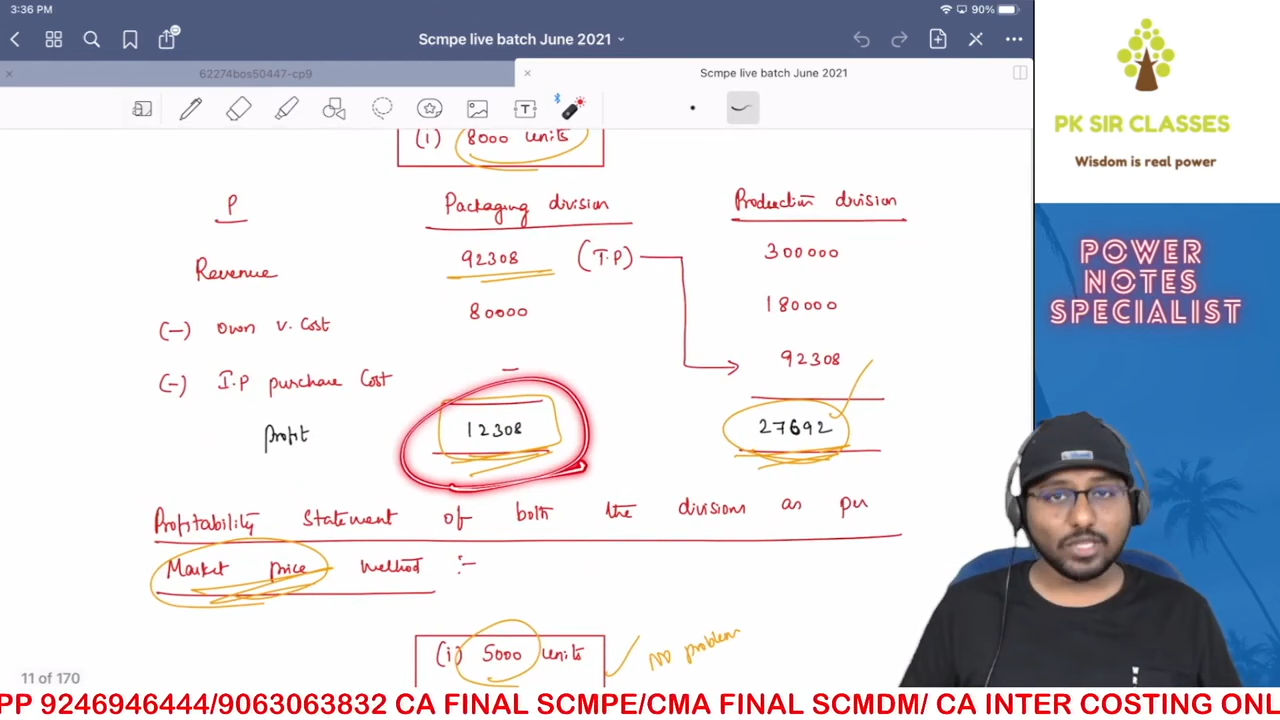 3:36 PM
90%
Scmpe live batch June 2021
62274bos50447-cp9
Scmpe live batch June 2021
(i) 8000 units
P Packaging division Production division
Revenue 92308 (T.P) 300000
(-) Own v. Cost 80000 180000
(-) I.P purchase Cost - 92308
Profit 12308 27692
Profitability Statement of both the divisions as per
Market price method :-
(i) 5000 units No problem
11 of 170
PK SIR CLASSES
Wisdom is real power
POWER
NOTES
SPECIALIST
PP 9246946444/9063063832 CA FINAL SCMPE/CMA FINAL SCMDM/ CA INTER COSTING ONL